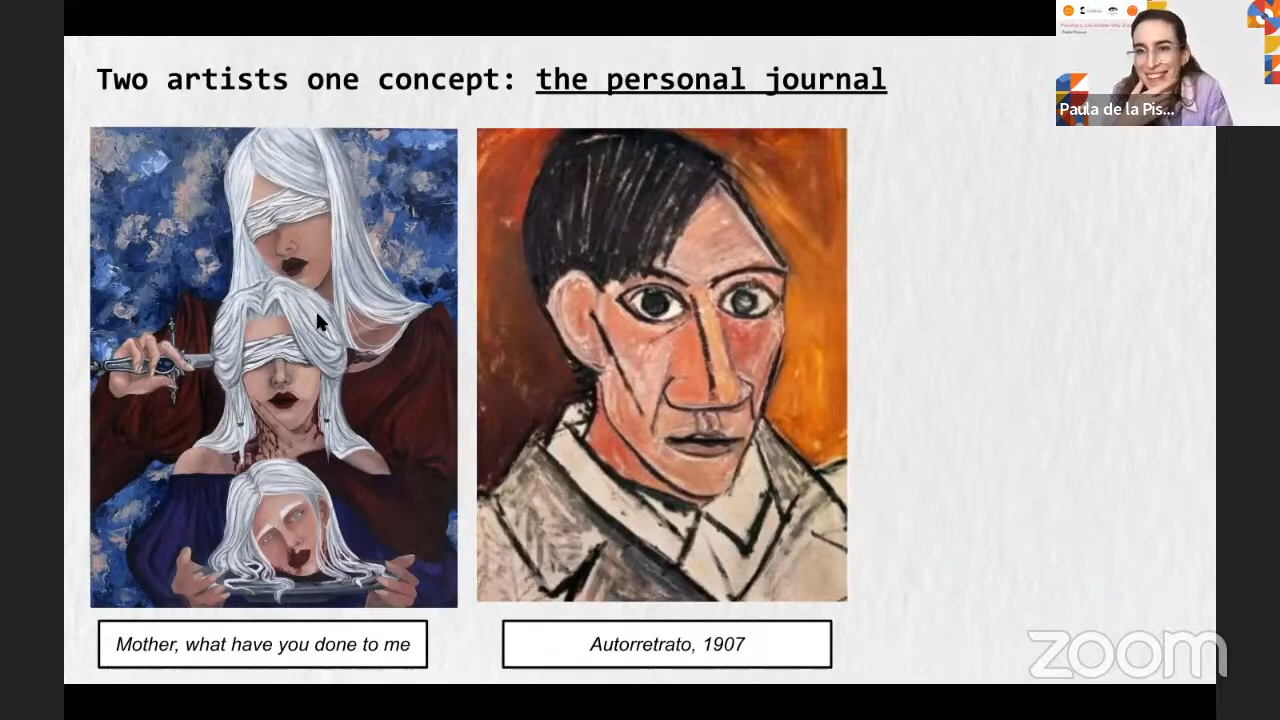 Two artists one concept: the personal journal
Paula de la Pis...
Mother, what have you done to me
Autorretrato, 1907
zoom